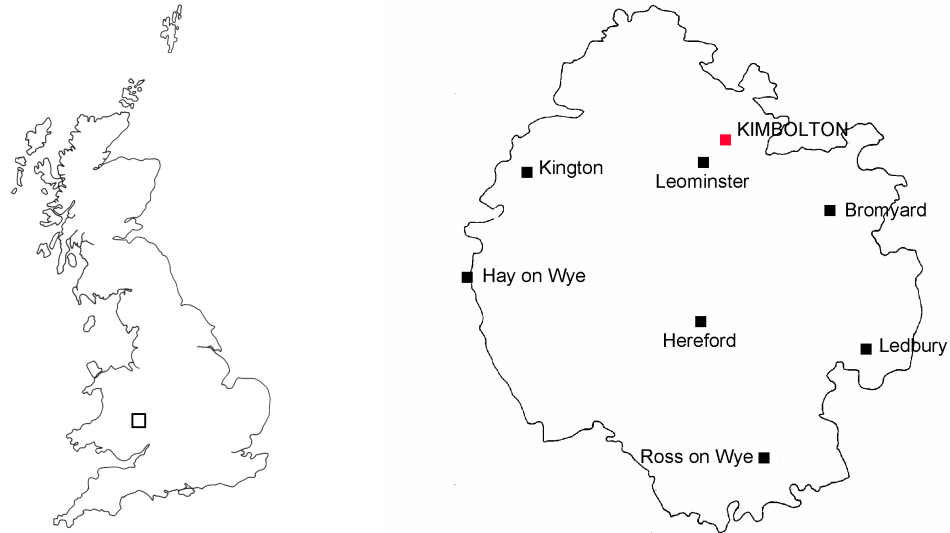 KIMBOLTON
Kington
Leominster
Bromyard
Hay on Wye
Hereford
Ledbury
Ross on Wye